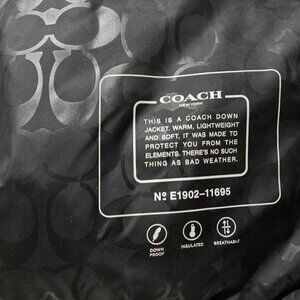 COACH
NEW YORK
THIS IS A COACH DOWN
JACKET. WARM, LIGHTWEIGHT
AND SOFT, IT WAS MADE TO
PROTECT YOU FROM THE
ELEMENTS. THERE'S NO SUCH
THING AS BAD WEATHER.
Nº E1902-11695
DOWN PROOF
INSULATED
BREATHABLE